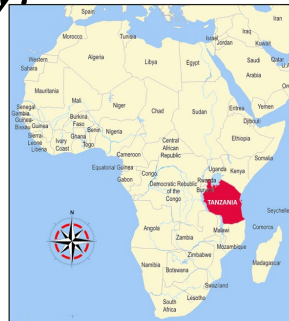 Spain
Iran
Morocco
Tunisia
Israel
Jordan
Iraq
Kuwait
Algeria
Libya
Egypt
Western
Sahara
Saudi
Arabia
Mauritania
Mali
Niger
Chad
Sudan
Eritrea
Yemen
Oman
Senegal
Gambia
Guinea-
Bissau
Guinea
Burkina
Faso
Djibouti
Sierra
Leone
Liberia
Ivory
Coast
Ghana
Togo
Benin
Nigeria
Ethiopia
Central
African
Republic
Cameroon
Somalia
Equatorial Guinea
Gabon
Congo
Uganda
Kenya
Rwanda
Democratic Republic
of the
Congo
TANZANIA
Seychelles
Angola
Zambia
Malawi
Comoros
Mozambique
N
Zimbabwe
Namibia
Botswana
Madagascar
Swaziland
South
Africa
Lesotho